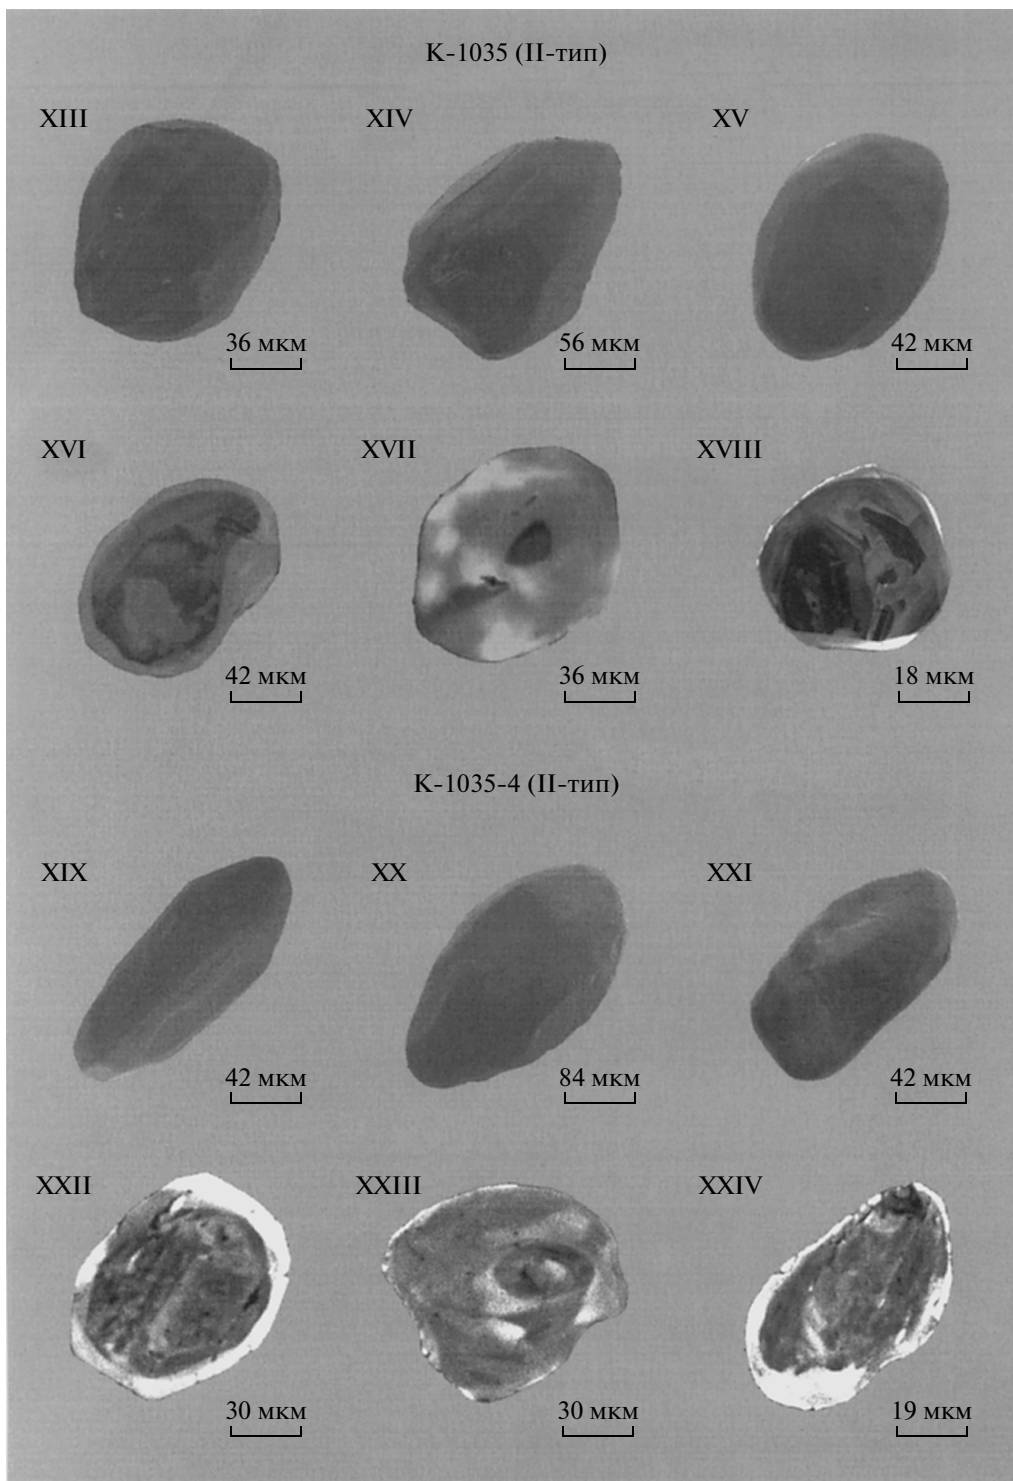 К-1035 (II-тип)
XIII XIV XV
36 мкм 56 мкм 42 мкм
XVI XVII XVIII
42 мкм 36 мкм 18 мкм
К-1035-4 (II-тип)
XIX XX XXI
42 мкм 84 мкм 42 мкм
XXII XXIII XXIV
30 мкм 30 мкм 19 мкм